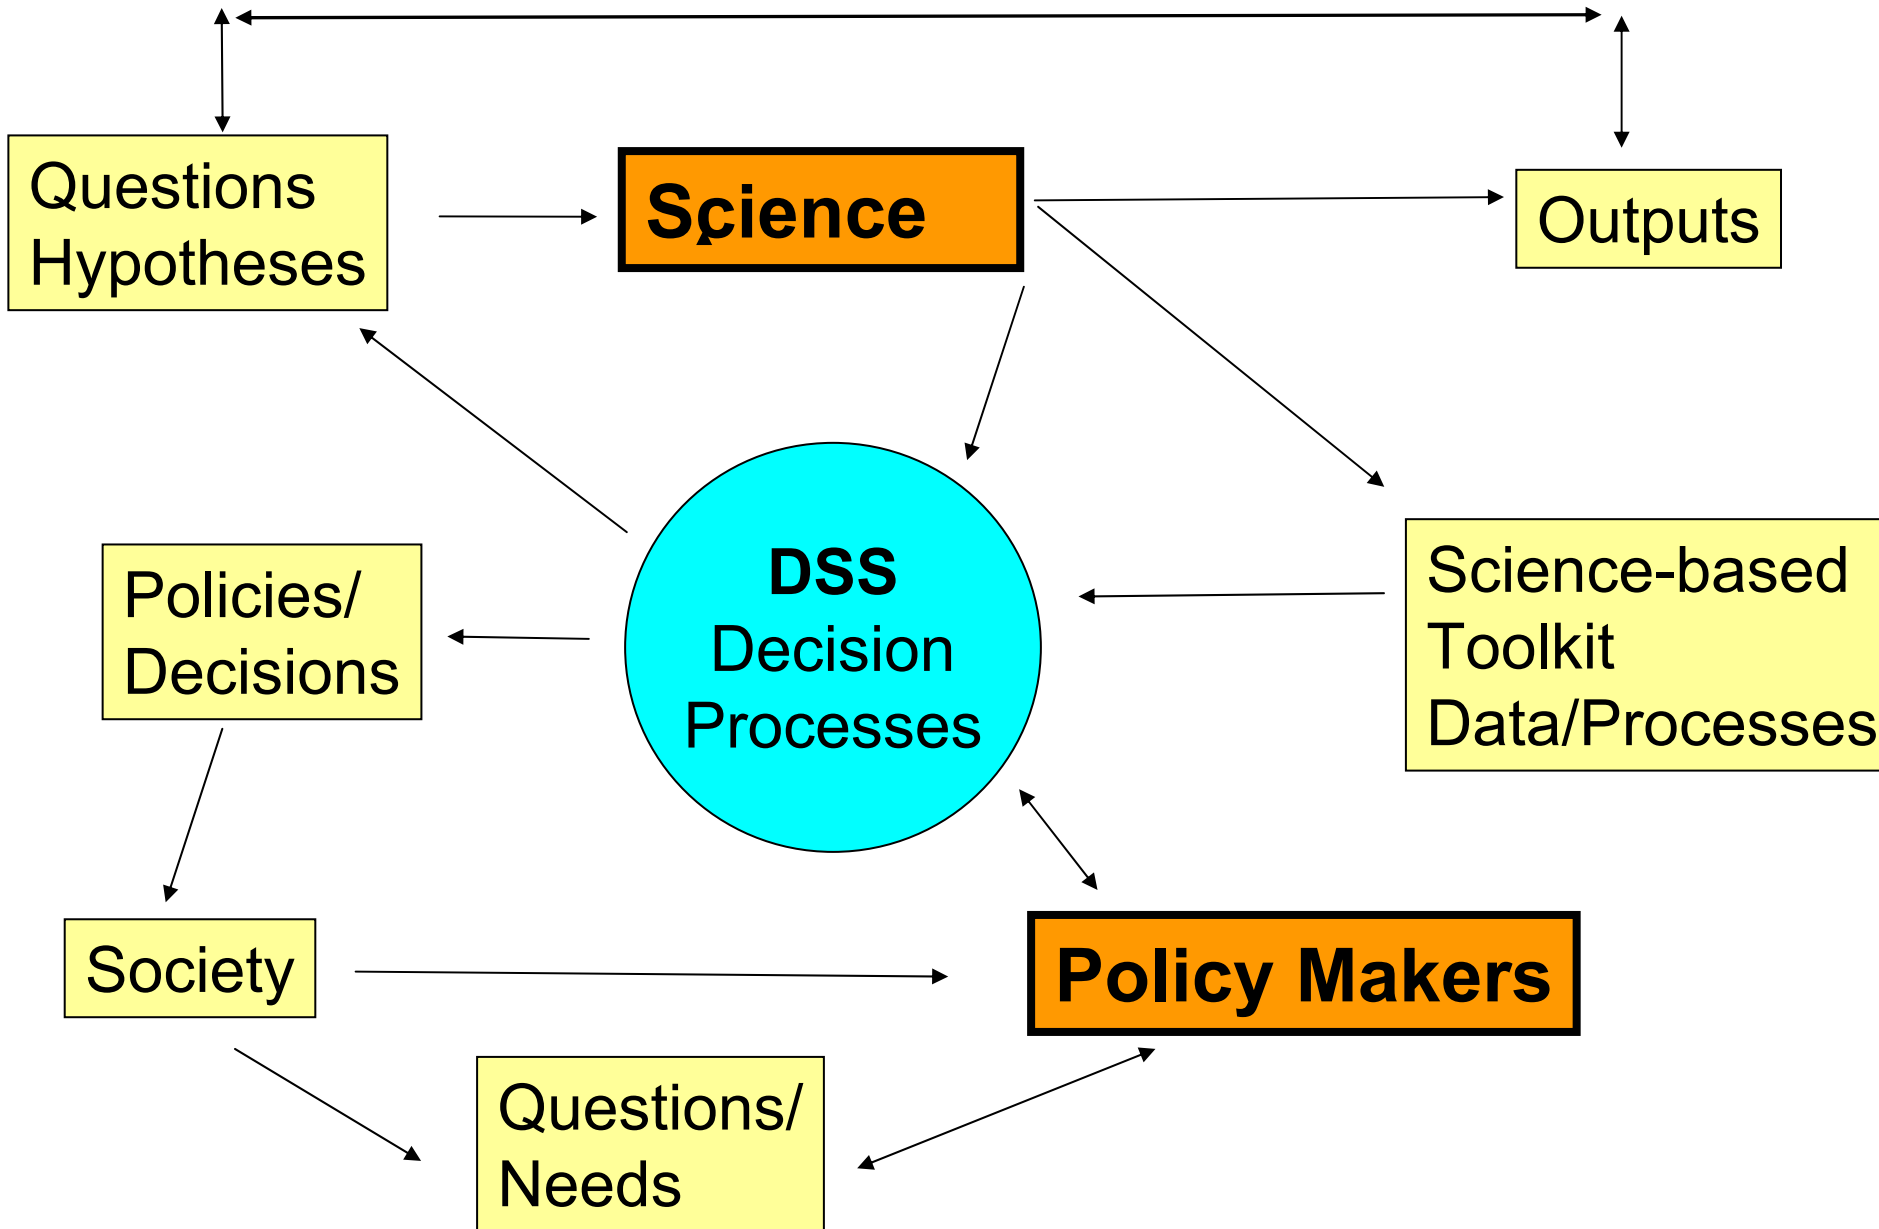 Questions
Hypotheses
Science
Outputs
DSS
Decision
Processes
Policies/
Decisions
Science-based
Toolkit
Data/Processes
Society
Policy Makers
Questions/
Needs